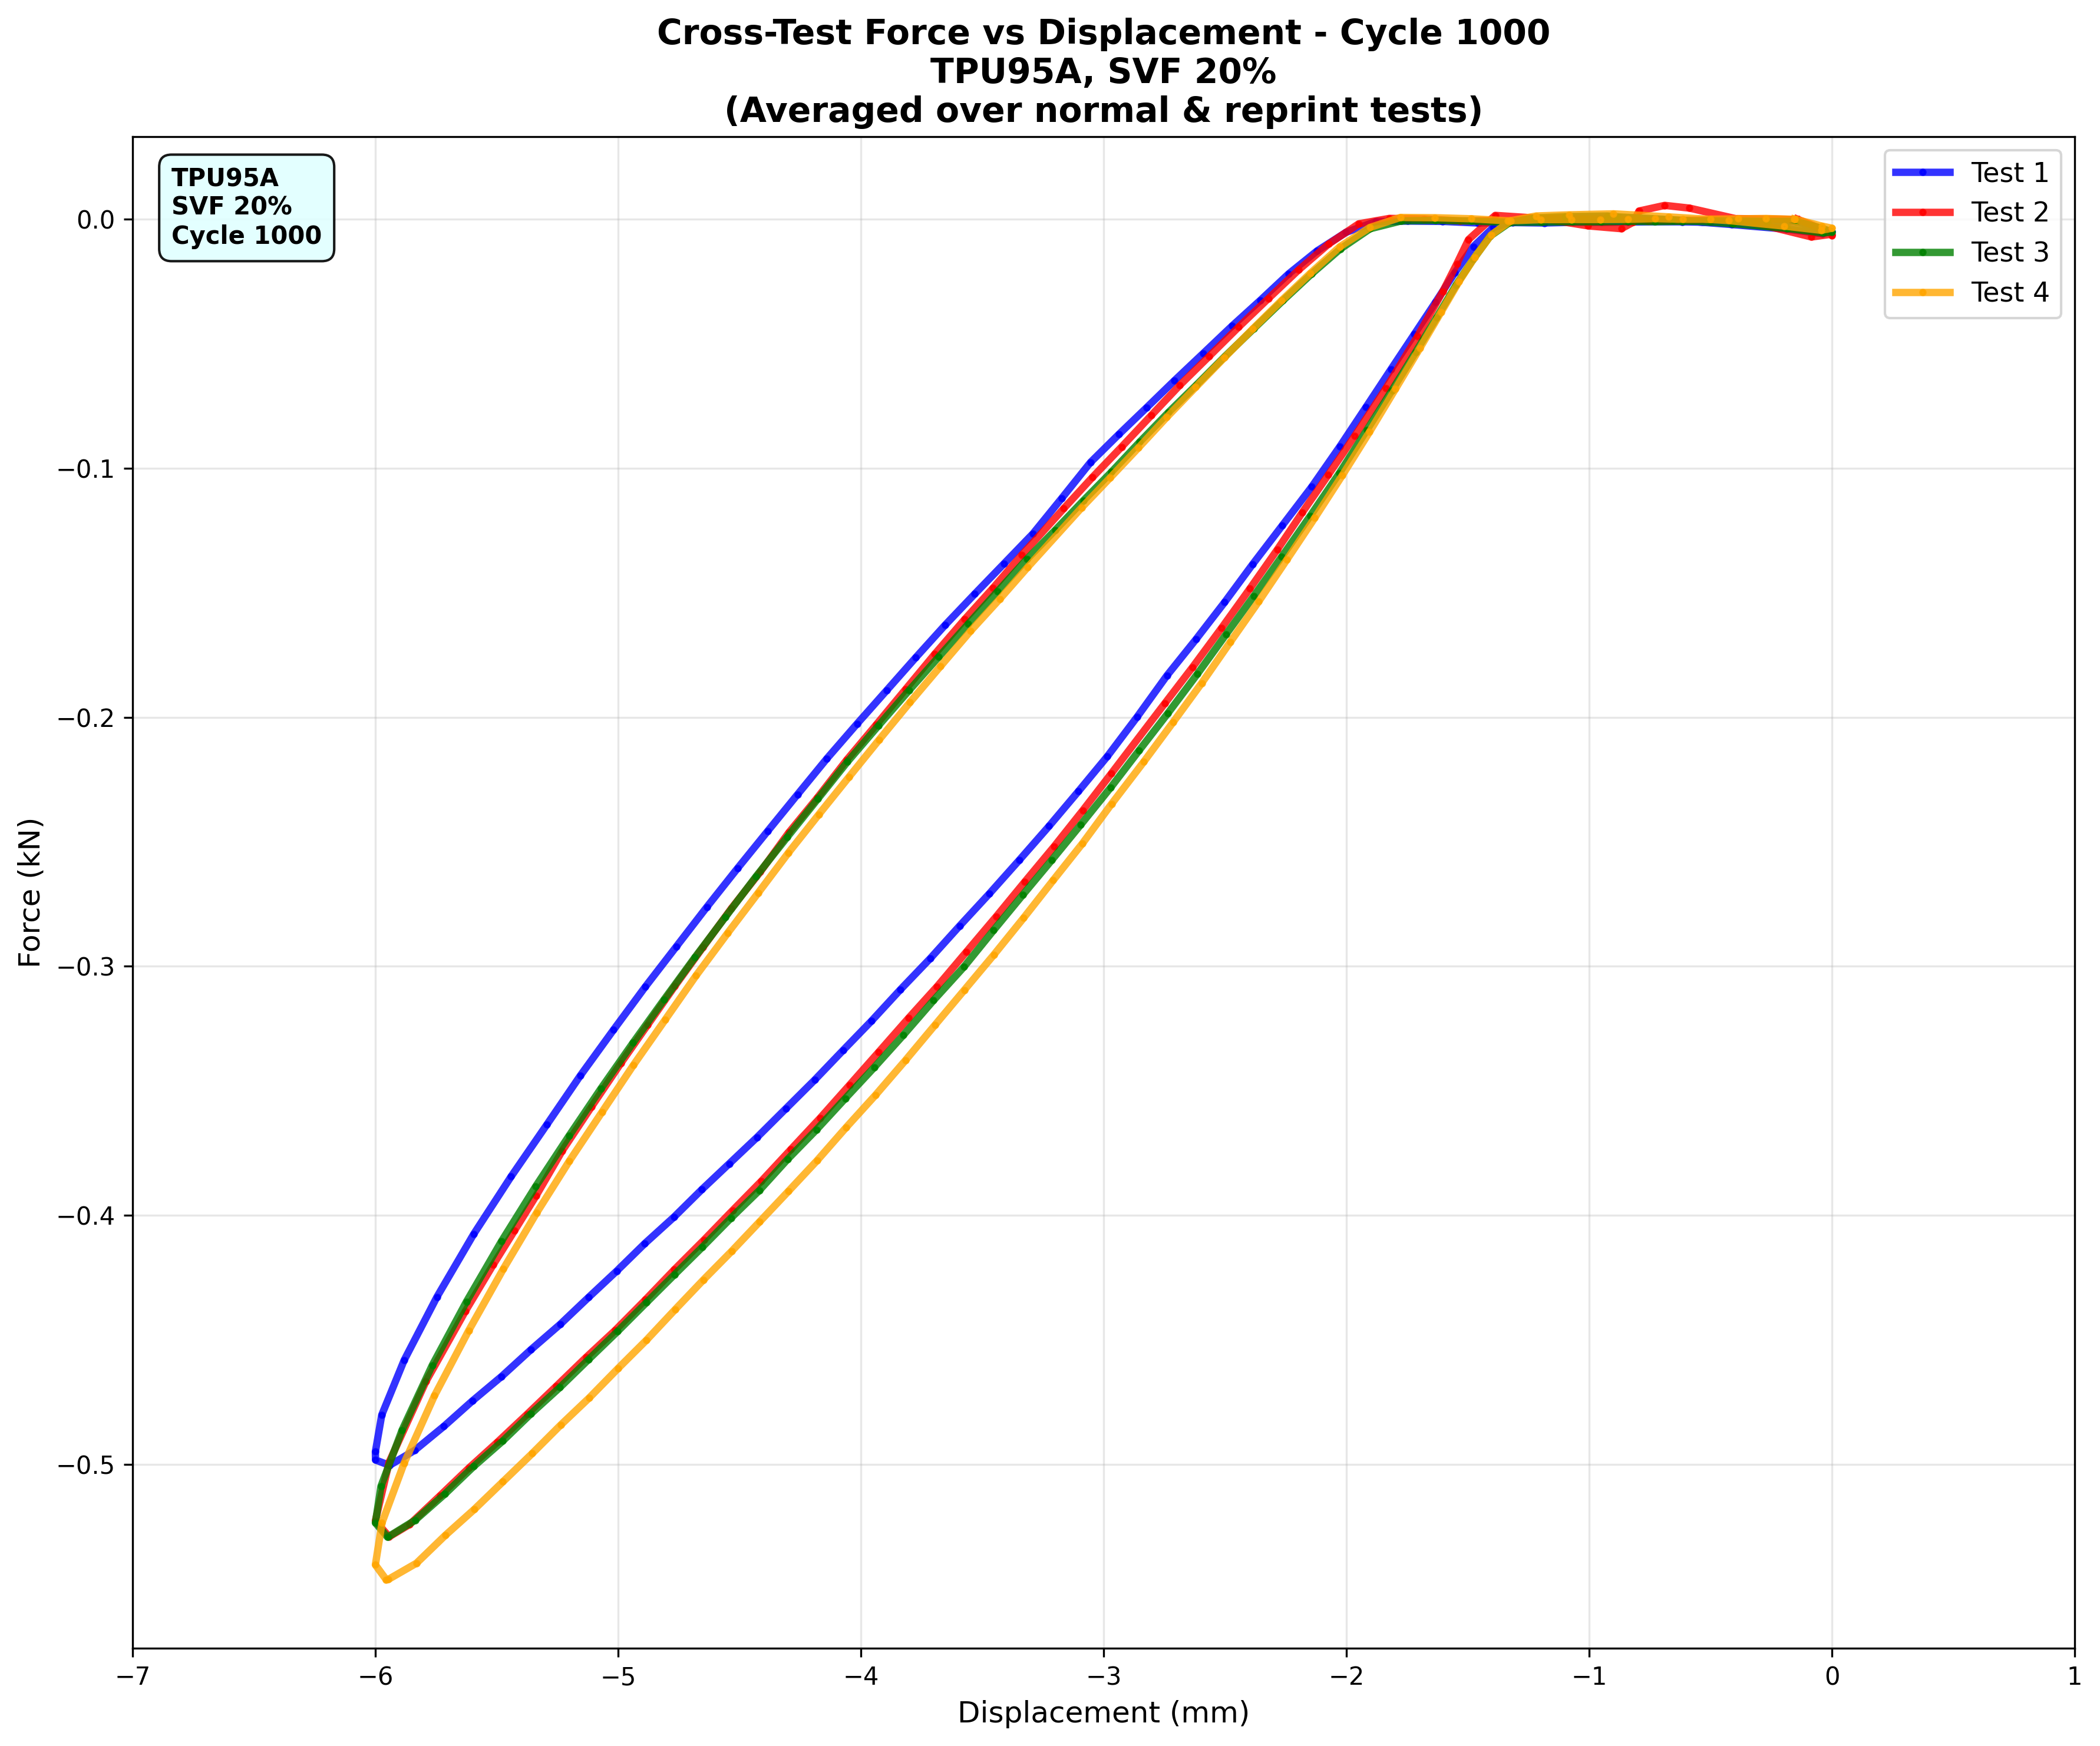 Cross-Test Force vs Displacement - Cycle 1000
TPU95A, SVF 20%
(Averaged over normal & reprint tests)
TPU95A
SVF 20%
Cycle 1000
Test 1
Test 2
Test 3
Test 4
0.0
−0.1
−0.2
−0.3
−0.4
−0.5
Force (kN)
−7
−6
−5
−4
−3
−2
−1
0
1
Displacement (mm)